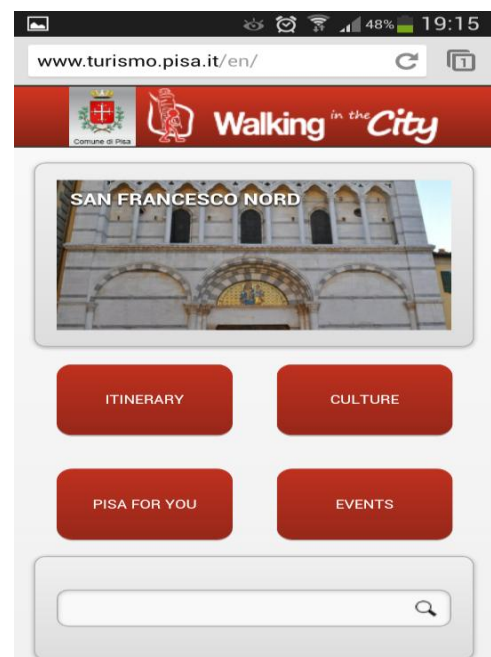 48% 19:15
www.turismo.pisa.it/en/ 1
Comune di Pisa
Walking in the City
SAN FRANCESCO NORD
ITINERARY CULTURE
PISA FOR YOU EVENTS